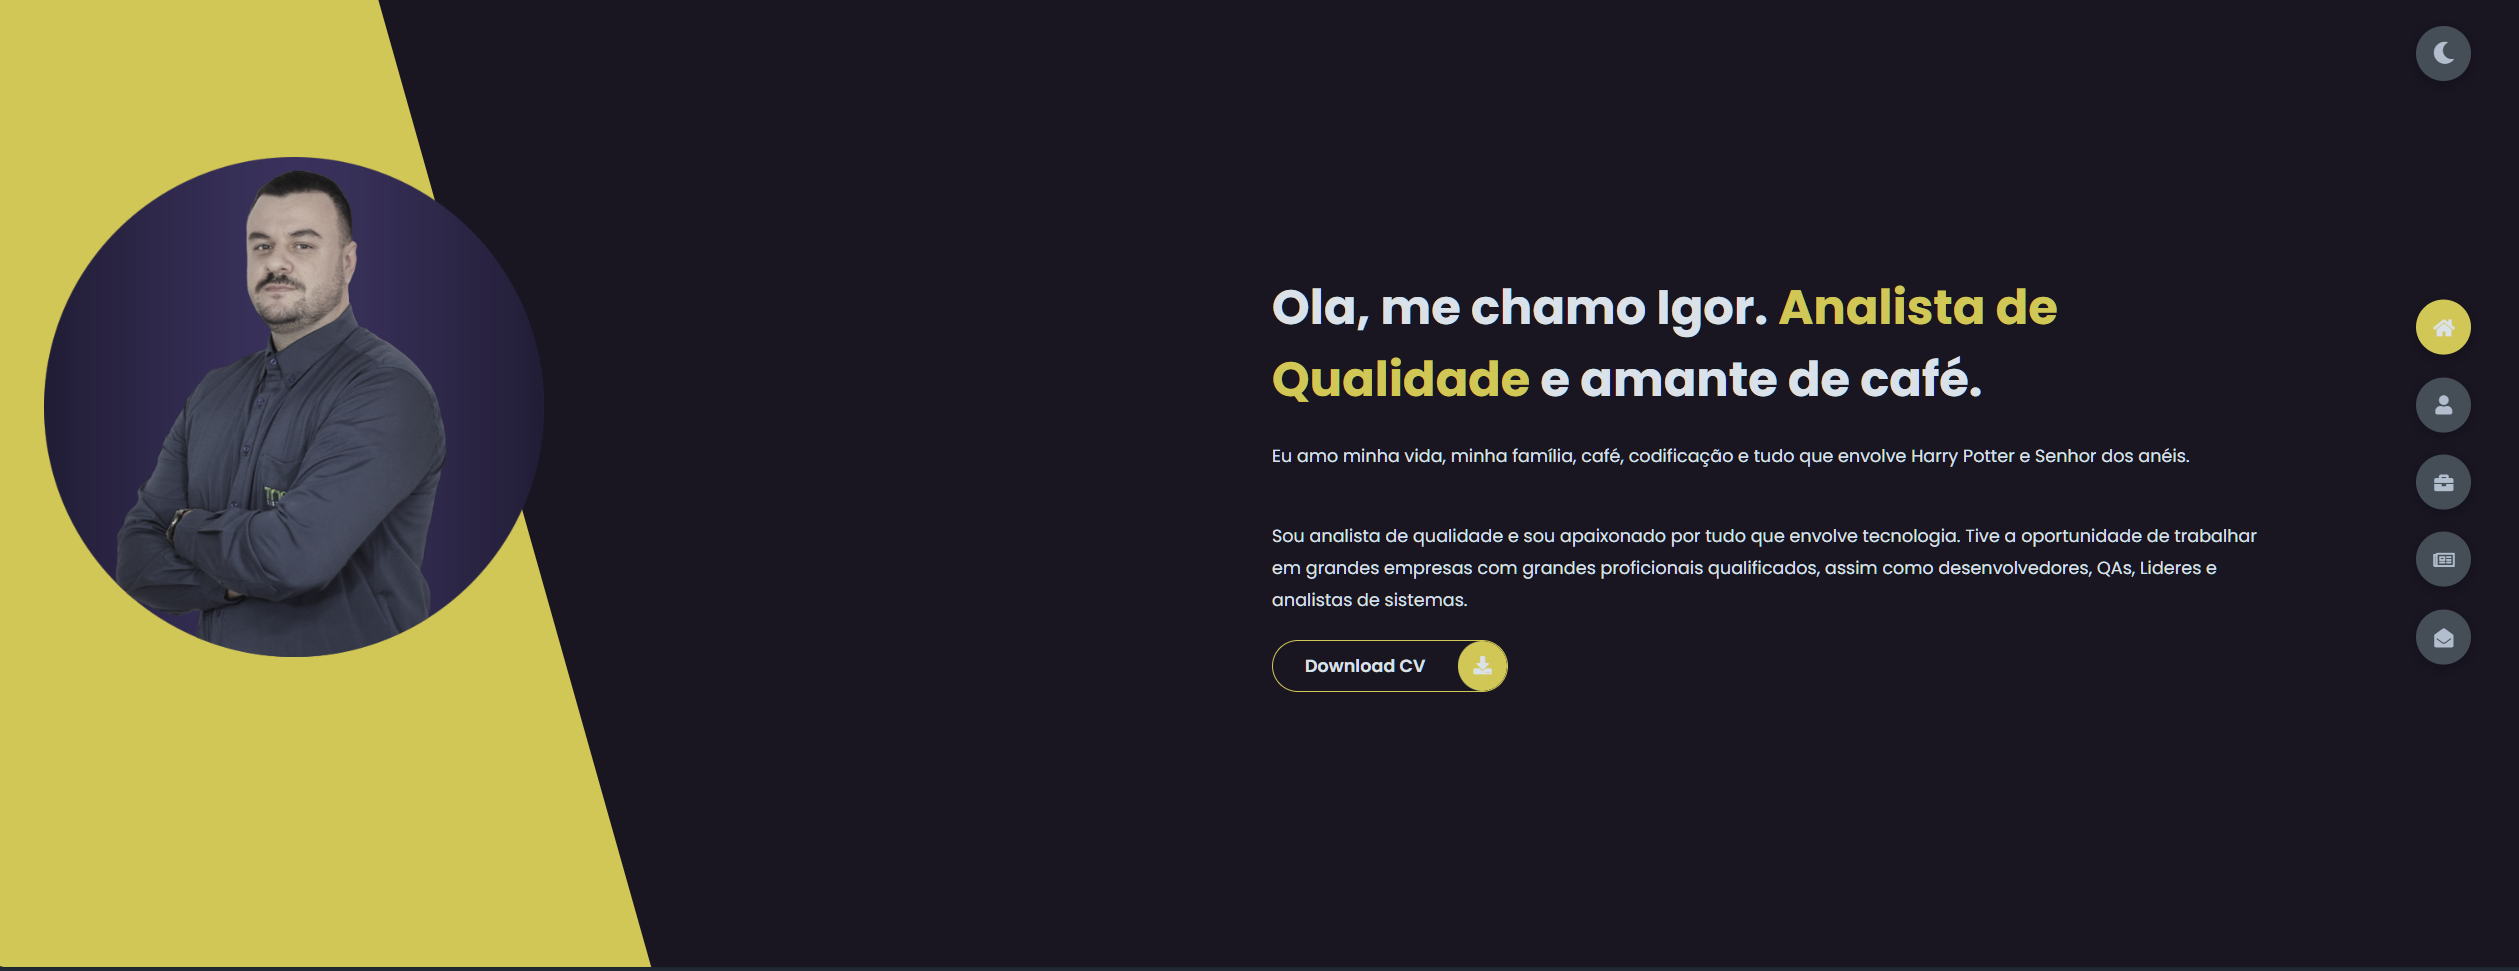 Ola, me chamo Igor. Analista de
Qualidade e amante de café.
Eu amo minha vida, minha família, café, codificação e tudo que envolve Harry Potter e Senhor dos anéis.
Sou analista de qualidade e sou apaixonado por tudo que envolve tecnologia. Tive a oportunidade de trabalhar
em grandes empresas com grandes proficionais qualificados, assim como desenvolvedores, QAs, Lideres e
analistas de sistemas.
Download CV